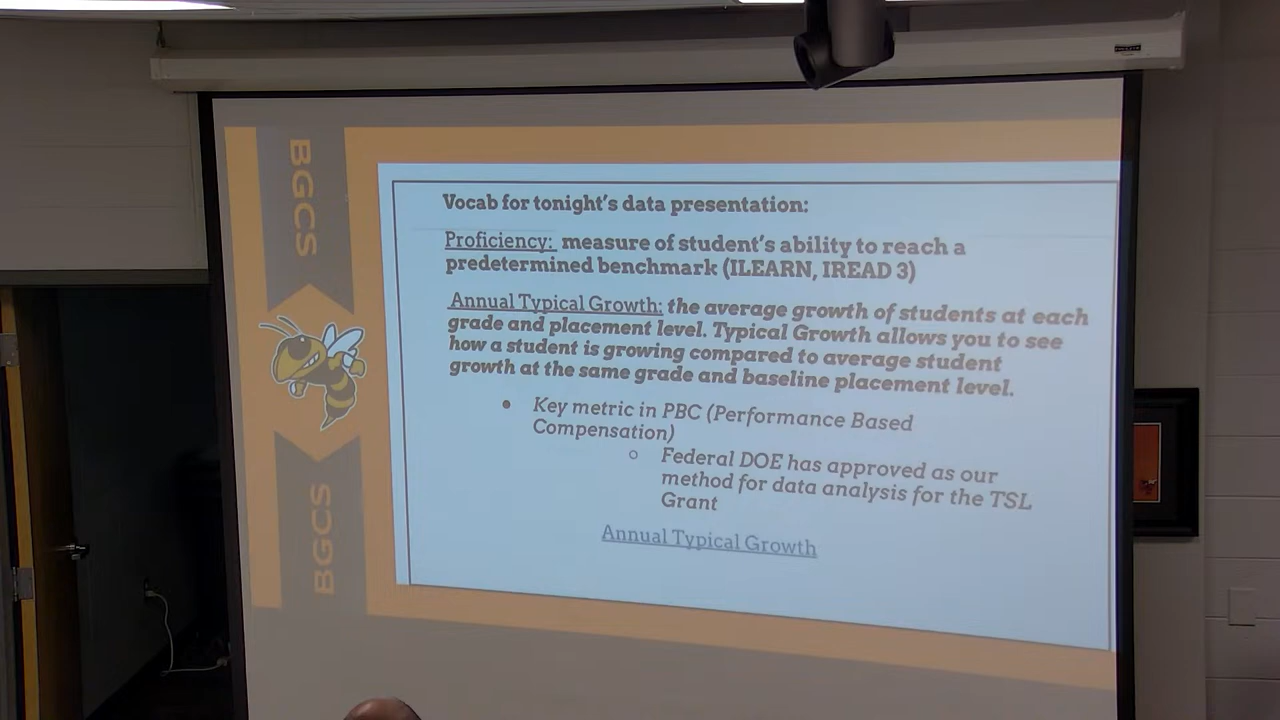 BGCS
BGCS
Vocab for tonight's data presentation:
Proficiency: measure of student's ability to reach a
predetermined benchmark (ILEARN, IREAD 3)
Annual Typical Growth: the average growth of students at each
grade and placement level. Typical Growth allows you to see
how a student is growing compared to average student
growth at the same grade and baseline placement level.
• Key metric in PBC (Performance Based
Compensation)
○ Federal DOE has approved as our
method for data analysis for the TSL
Grant
Annual Typical Growth